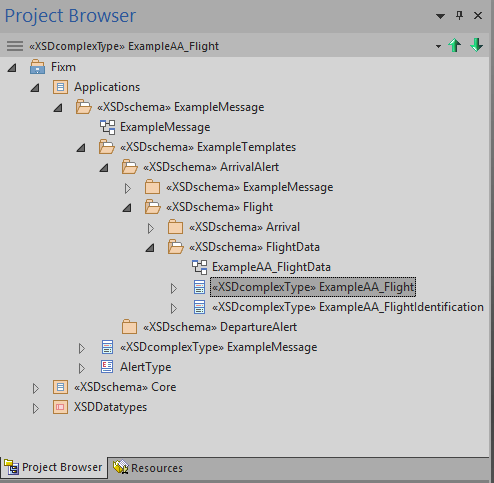 Project Browser
«XSDcomplexType» ExampleAA_Flight
Fixm
Applications
«XSDschema» ExampleMessage
ExampleMessage
«XSDschema» ExampleTemplates
«XSDschema» ArrivalAlert
«XSDschema» ExampleMessage
«XSDschema» Flight
«XSDschema» Arrival
«XSDschema» FlightData
ExampleAA_FlightData
«XSDcomplexType» ExampleAA_Flight
«XSDcomplexType» ExampleAA_FlightIdentification
«XSDschema» DepartureAlert
«XSDcomplexType» ExampleMessage
AlertType
«XSDschema» Core
XSDDatatypes
Project Browser Resources